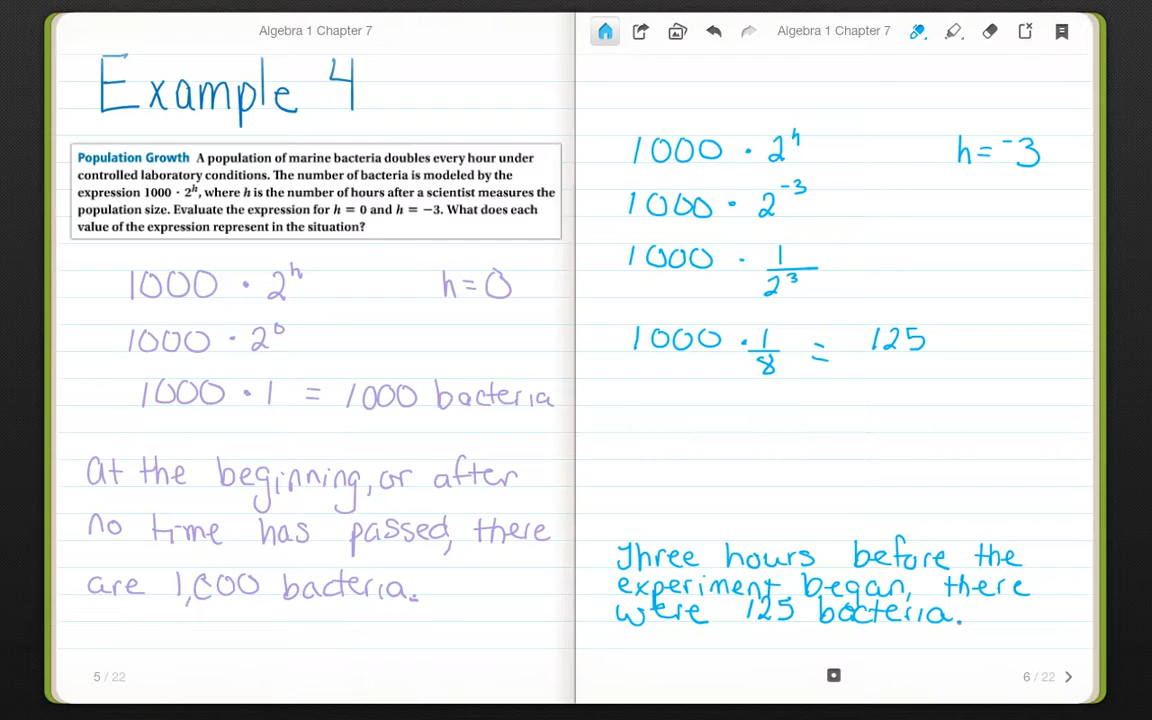 Algebra 1 Chapter 7
Example 4
Population Growth A population of marine bacteria doubles every hour under
controlled laboratory conditions. The number of bacteria is modeled by the
expression 1000 · 2^h, where h is the number of hours after a scientist measures the
population size. Evaluate the expression for h = 0 and h = −3. What does each
value of the expression represent in the situation?
1000 · 2^h h = 0
1000 · 2^0
1000 · 1 = 1000 bacteria
At the beginning, or after
no time has passed, there
are 1,000 bacteria.
5 / 22
Algebra 1 Chapter 7
1000 · 2^h h = -3
1000 · 2^-3
1000 · 1/2^3
1000 · 1/8 = 125
Three hours before the
experiment began, there
were 125 bacteria.
6 / 22